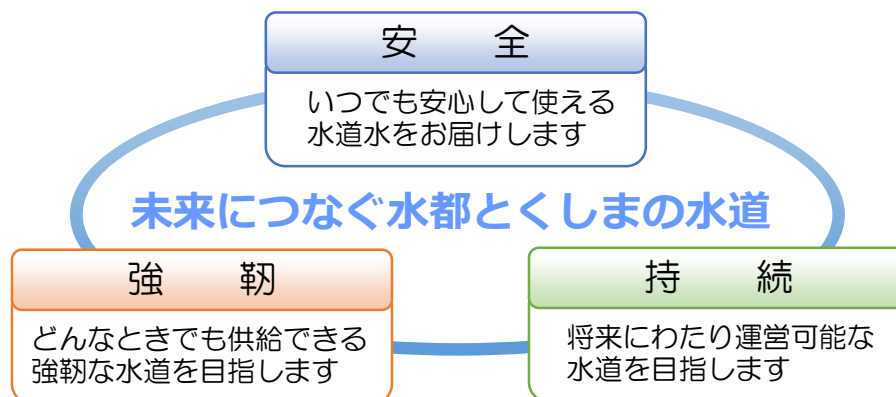 安　全
いつでも安心して使える
水道水をお届けします
未来につなぐ水都とくしまの水道
強　靭
どんなときでも供給できる
強靭な水道を目指します
持　続
将来にわたり運営可能な
水道を目指します